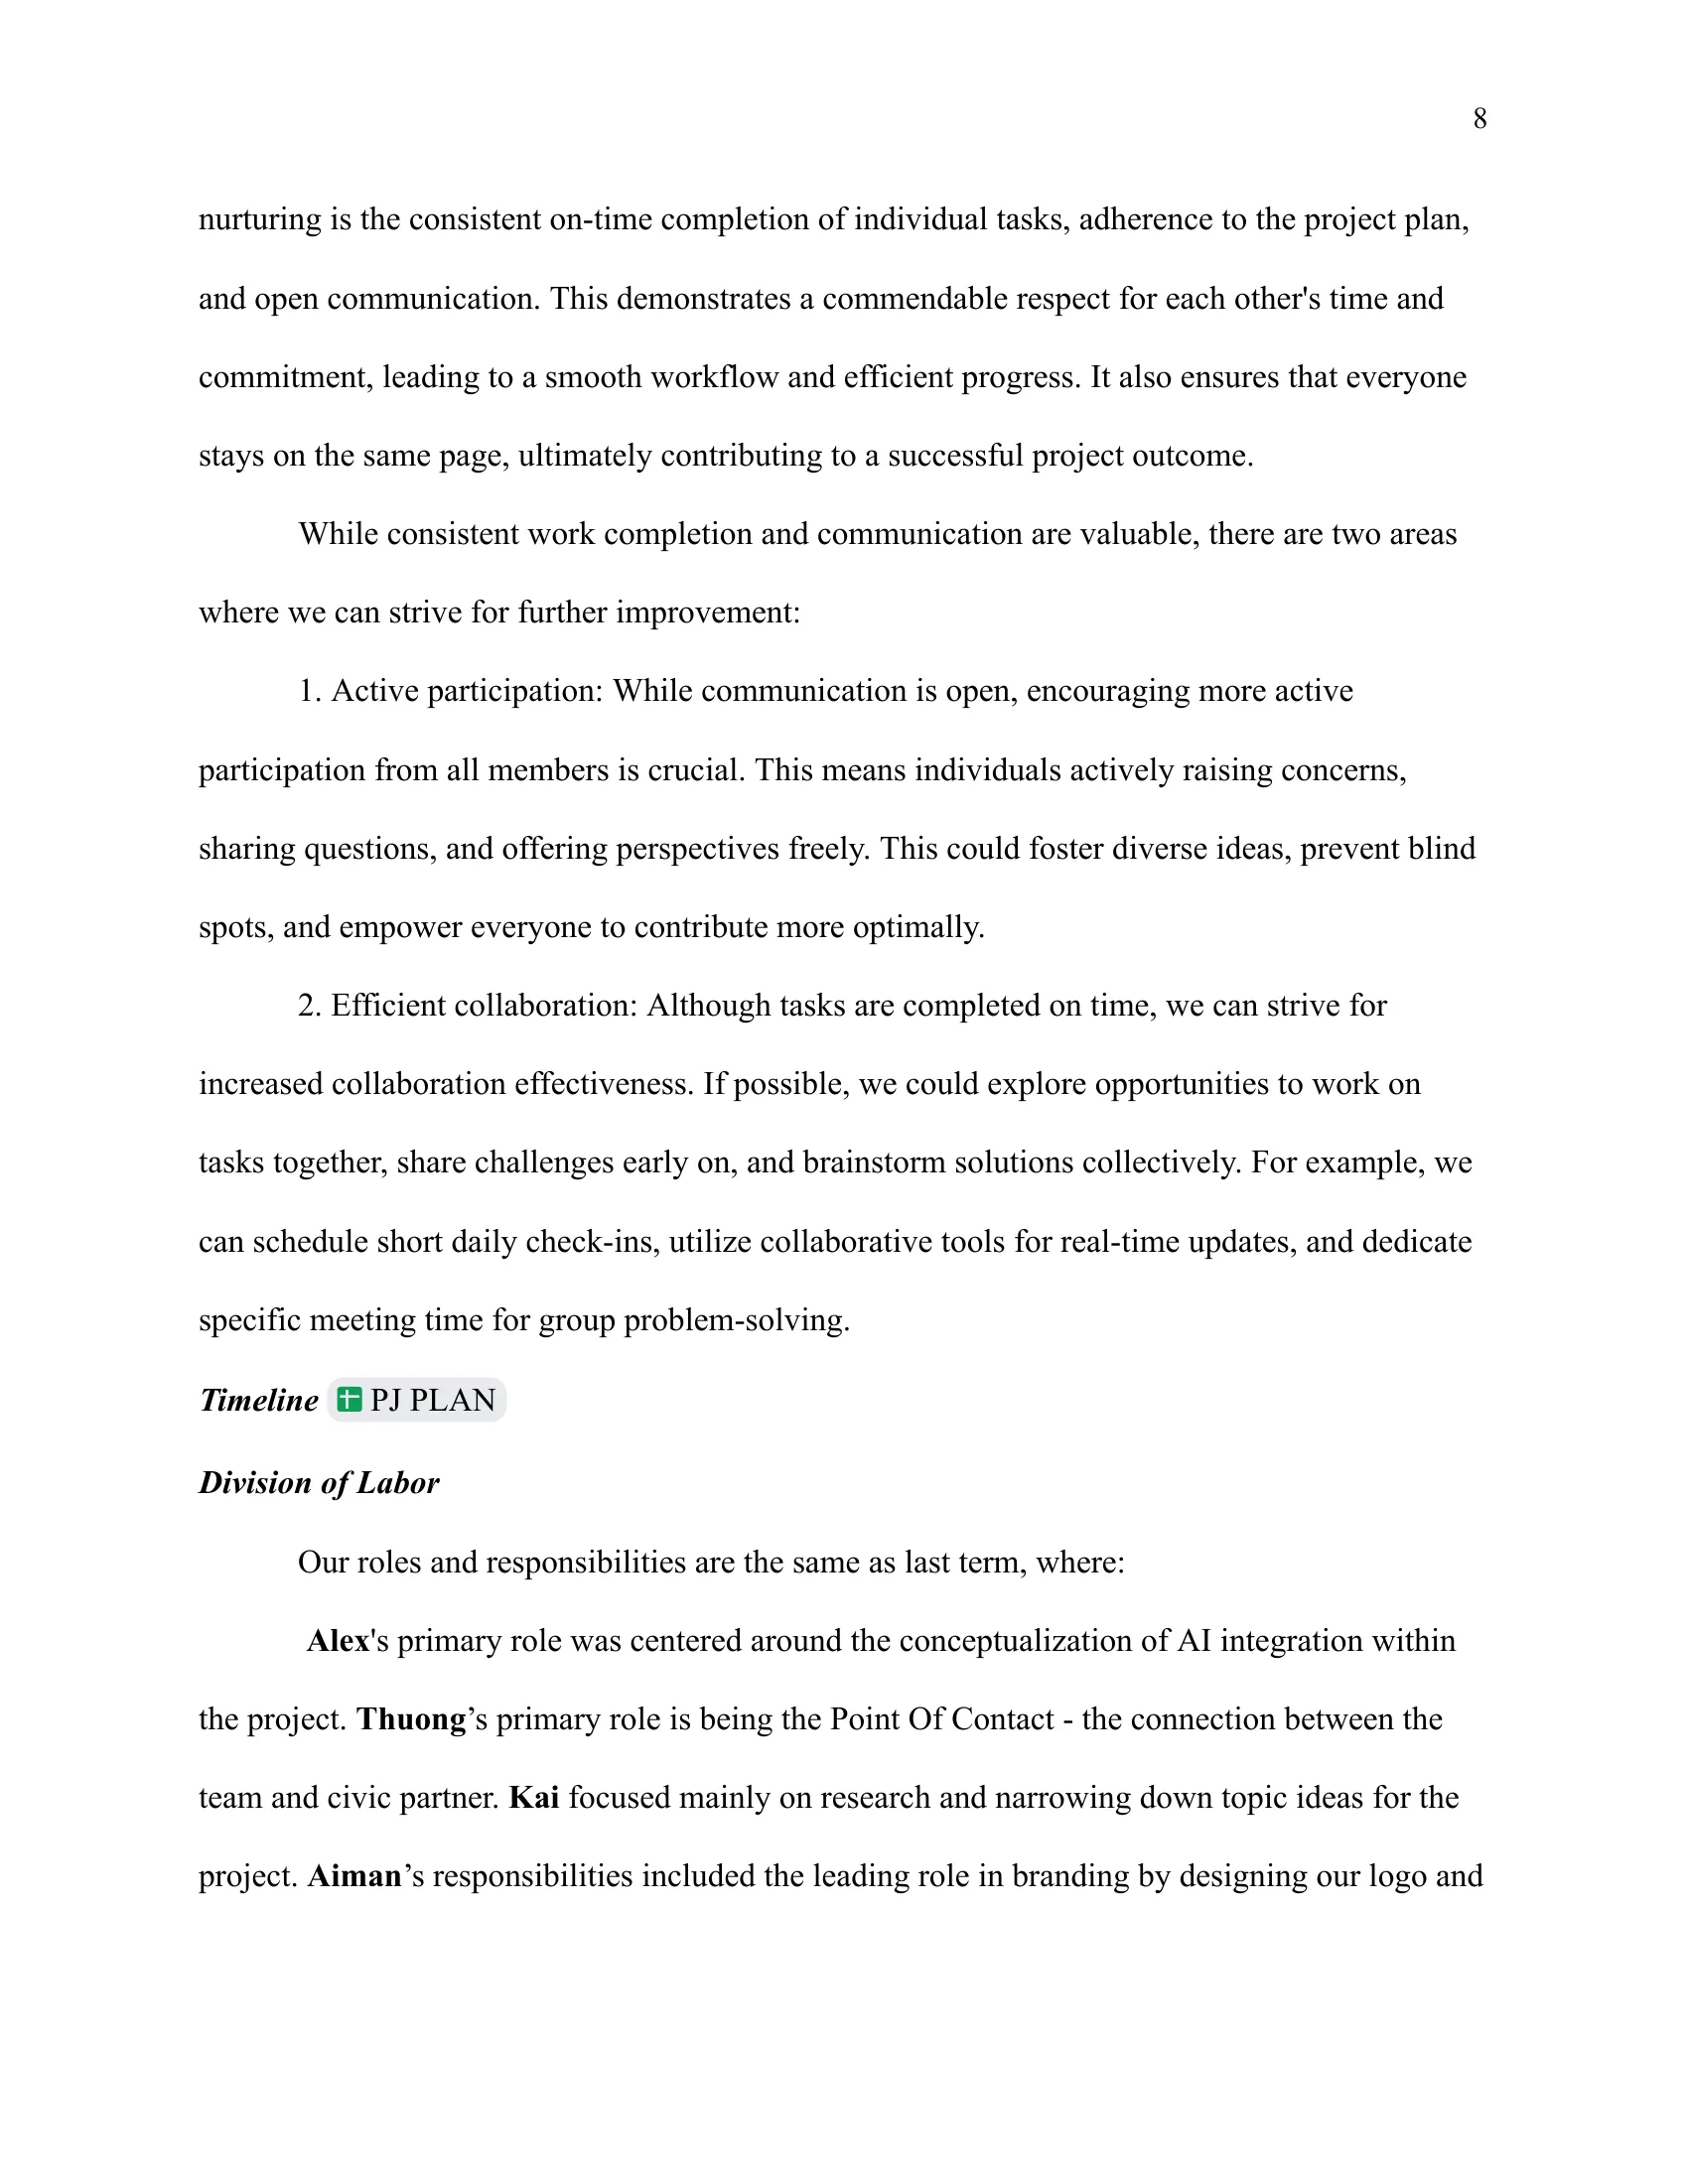 8
nurturing is the consistent on-time completion of individual tasks, adherence to the project plan,
and open communication. This demonstrates a commendable respect for each other's time and
commitment, leading to a smooth workflow and efficient progress. It also ensures that everyone
stays on the same page, ultimately contributing to a successful project outcome.
While consistent work completion and communication are valuable, there are two areas
where we can strive for further improvement:
1. Active participation: While communication is open, encouraging more active
participation from all members is crucial. This means individuals actively raising concerns,
sharing questions, and offering perspectives freely. This could foster diverse ideas, prevent blind
spots, and empower everyone to contribute more optimally.
2. Efficient collaboration: Although tasks are completed on time, we can strive for
increased collaboration effectiveness. If possible, we could explore opportunities to work on
tasks together, share challenges early on, and brainstorm solutions collectively. For example, we
can schedule short daily check-ins, utilize collaborative tools for real-time updates, and dedicate
specific meeting time for group problem-solving.
Timeline PJ PLAN
Division of Labor
Our roles and responsibilities are the same as last term, where:
Alex's primary role was centered around the conceptualization of AI integration within
the project. Thuong’s primary role is being the Point Of Contact - the connection between the
team and civic partner. Kai focused mainly on research and narrowing down topic ideas for the
project. Aiman’s responsibilities included the leading role in branding by designing our logo and